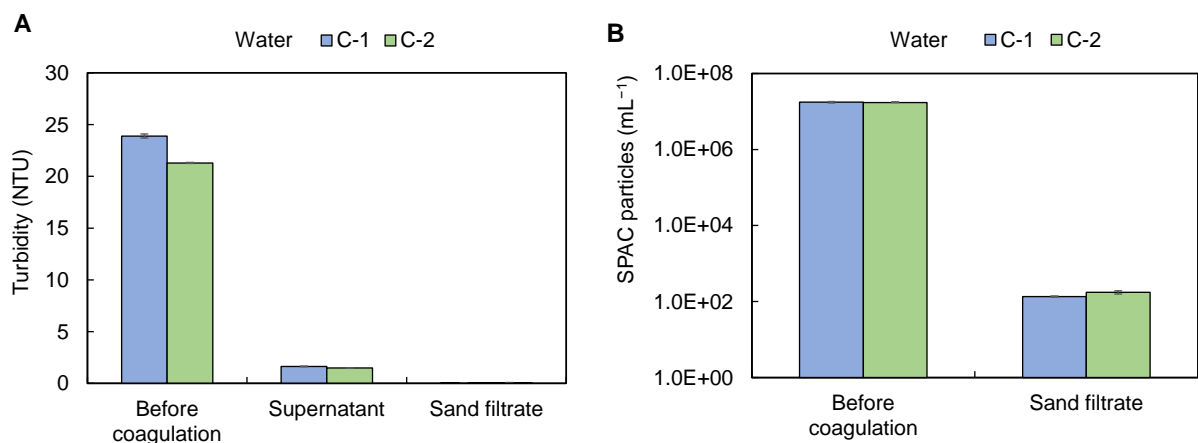 A
Water C-1 C-2
Turbidity (NTU)
30
25
20
15
10
5
0
Before
coagulation
Supernatant
Sand filtrate
B
Water C-1 C-2
SPAC particles (mL⁻¹)
1.0E+08
1.0E+06
1.0E+04
1.0E+02
1.0E+00
Before
coagulation
Sand filtrate